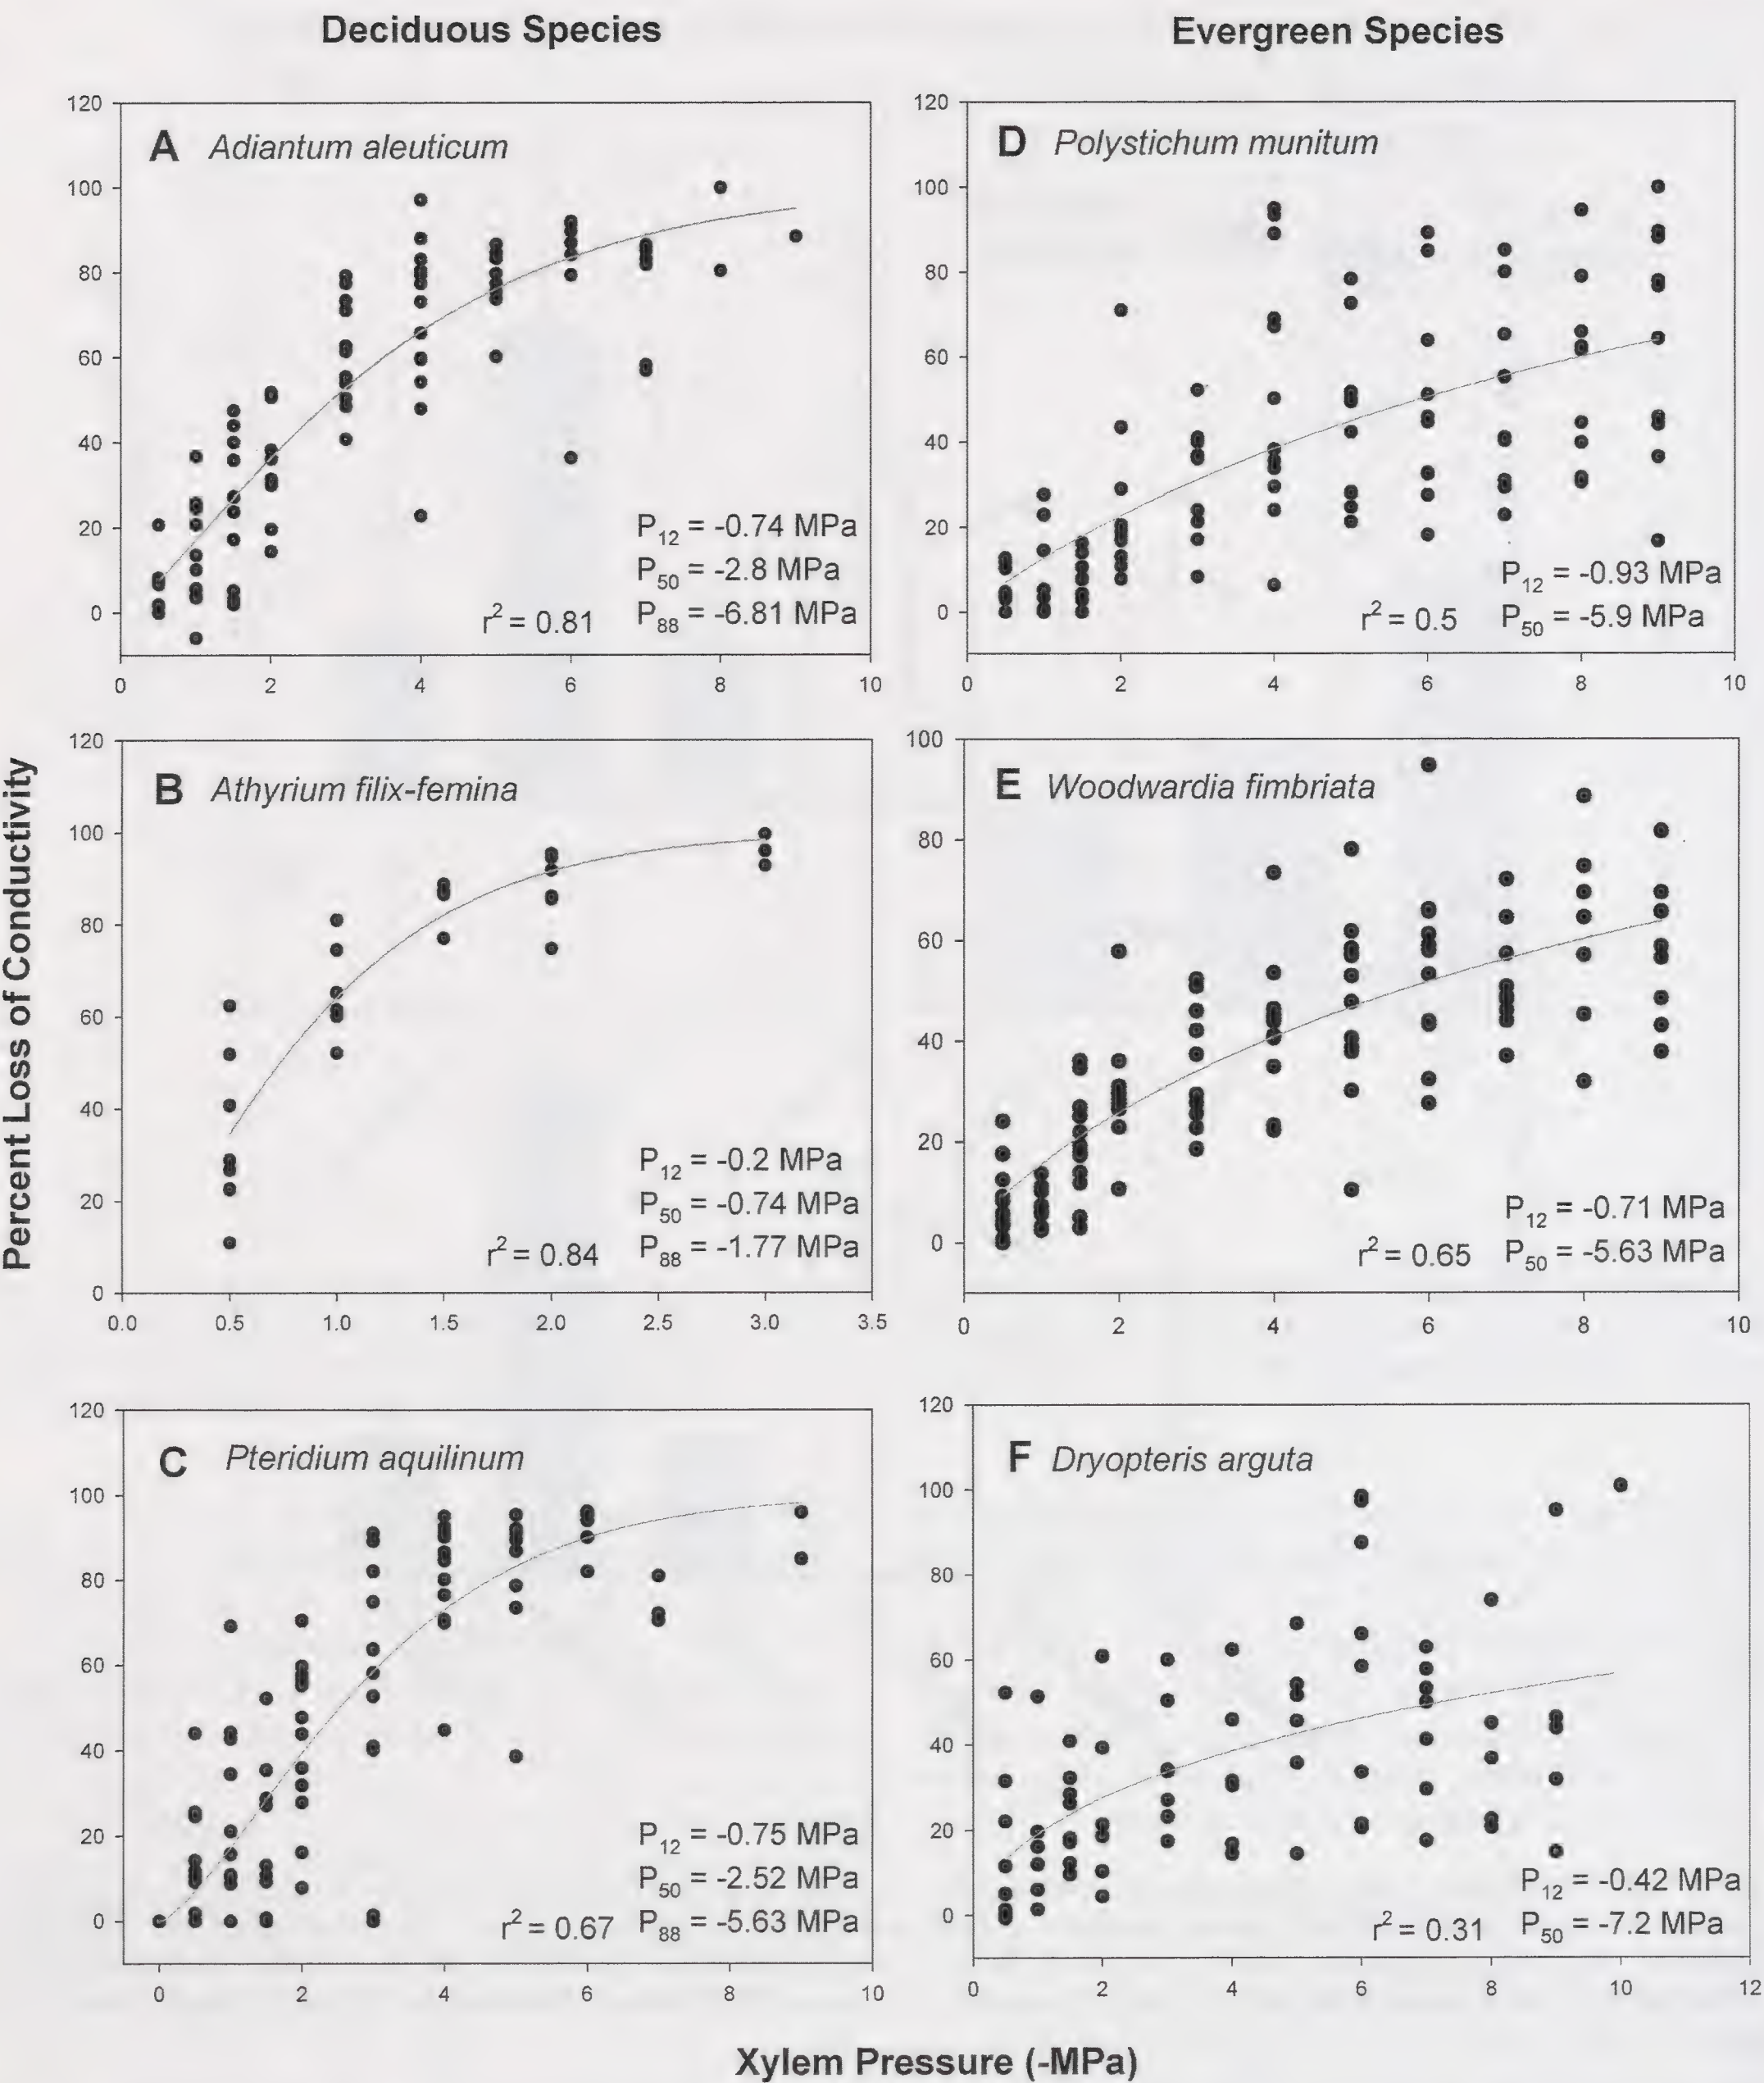 Deciduous Species
Evergreen Species
Percent Loss of Conductivity
A Adiantum aleuticum
120
100
80
60
40
20
0
P12 = -0.74 MPa
P50 = -2.8 MPa
r2 = 0.81 P88 = -6.81 MPa
0 2 4 6 8 10
D Polystichum munitum
120
100
80
60
40
20
0
P12 = -0.93 MPa
r2 = 0.5 P50 = -5.9 MPa
0 2 4 6 8 10
B Athyrium filix-femina
120
100
80
60
40
20
0
P12 = -0.2 MPa
P50 = -0.74 MPa
r2 = 0.84 P88 = -1.77 MPa
0.0 0.5 1.0 1.5 2.0 2.5 3.0 3.5
E Woodwardia fimbriata
100
80
60
40
20
0
P12 = -0.71 MPa
r2 = 0.65 P50 = -5.63 MPa
0 2 4 6 8 10
C Pteridium aquilinum
120
100
80
60
40
20
0
P12 = -0.75 MPa
P50 = -2.52 MPa
r2 = 0.67 P88 = -5.63 MPa
0 2 4 6 8 10
F Dryopteris arguta
120
100
80
60
40
20
0
P12 = -0.42 MPa
r2 = 0.31 P50 = -7.2 MPa
0 2 4 6 8 10 12
Xylem Pressure (-MPa)